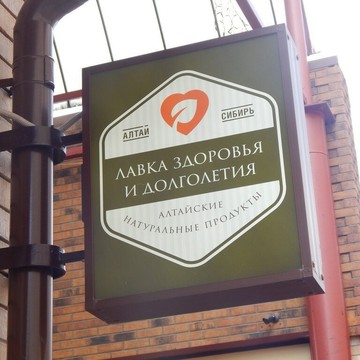 АЛТАЙ СИБИРЬ
ЛАВКА ЗДОРОВЬЯ
И ДОЛГОЛЕТИЯ
АЛТАЙСКИЕ
НАТУРАЛЬНЫЕ ПРОДУКТЫ